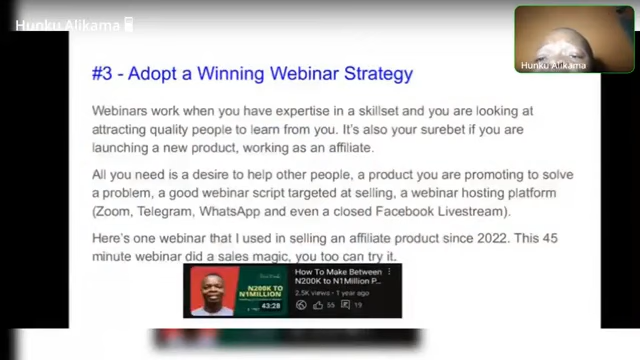 Hunku Alikama
Hunku Alikama
#3 - Adopt a Winning Webinar Strategy
Webinars work when you have expertise in a skillset and you are looking at
attracting quality people to learn from you. It's also your surebet if you are
launching a new product, working as an affiliate.
All you need is a desire to help other people, a product you are promoting to solve
a problem, a good webinar script targeted at selling, a webinar hosting platform
(Zoom, Telegram, WhatsApp and even a closed Facebook Livestream).
Here's one webinar that I used in selling an affiliate product since 2022. This 45
minute webinar did a sales magic, you too can try it.
How To Make Between
N200K to N1Million P...
2.5K views · 1 year ago
55 19
N200K TO
N1MILLION
43:28